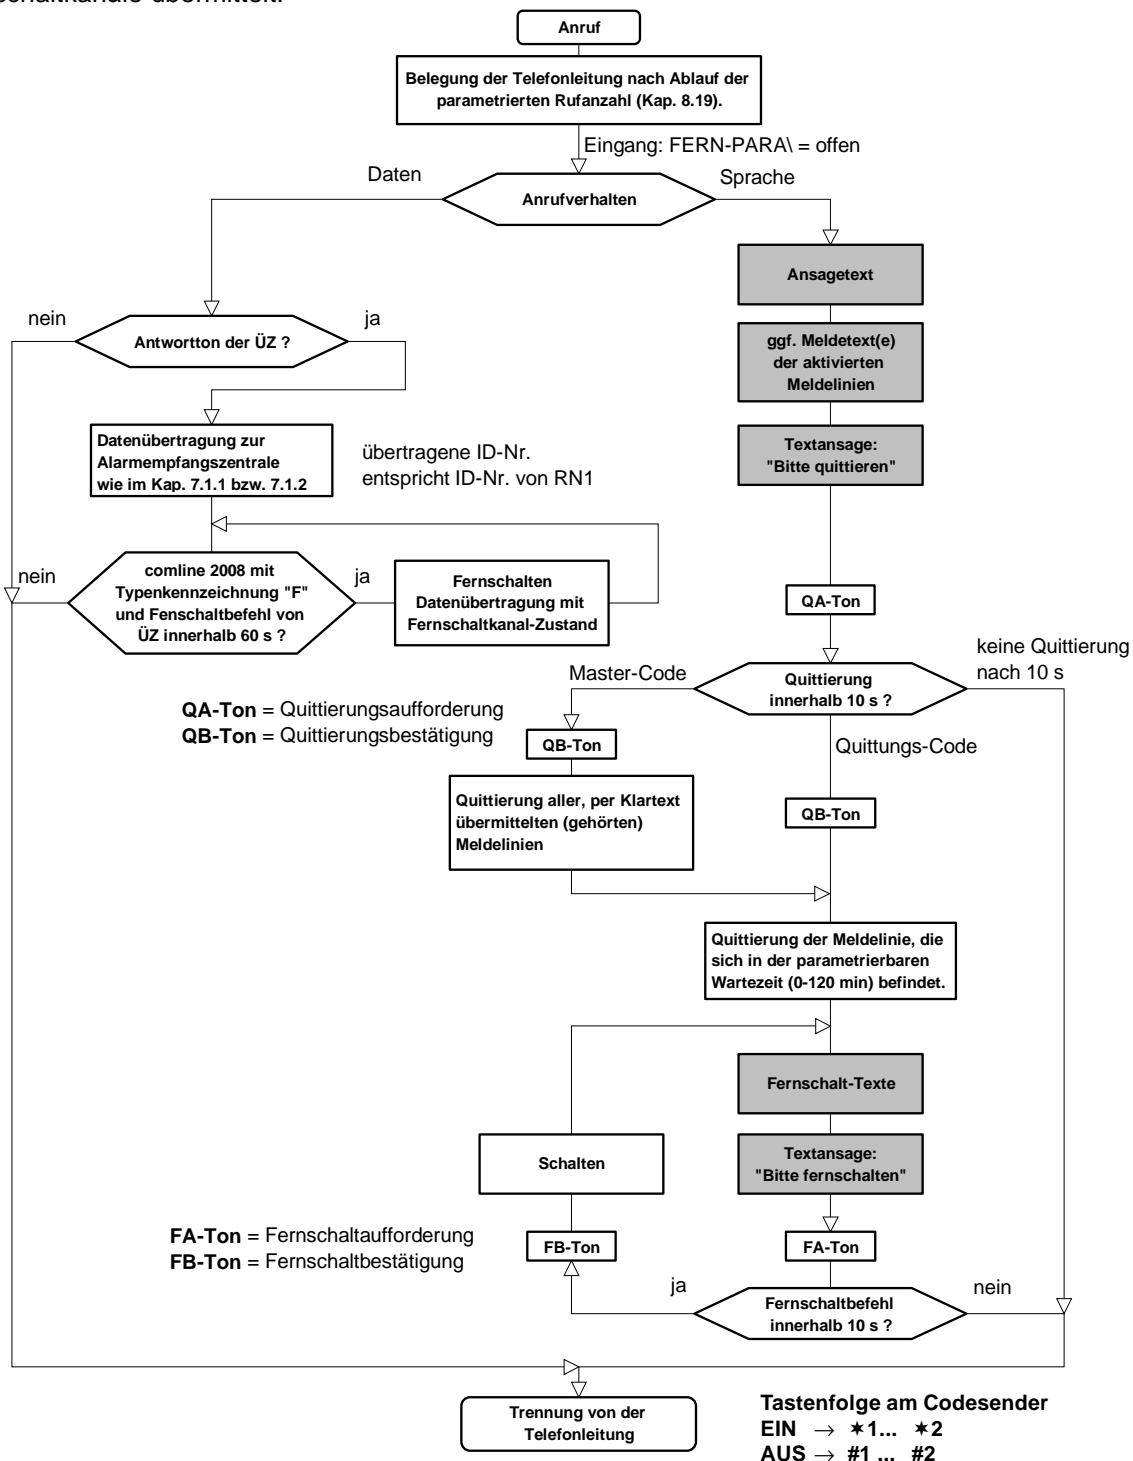 schaltkanäle übermittelt.
Anruf
Belegung der Telefonleitung nach Ablauf der
parametrierten Rufanzahl (Kap. 8.19).
Eingang: FERN-PARA\ = offen
Daten
Sprache
Anrufverhalten
Ansagetext
nein
ja
Antwortton der ÜZ ?
ggf. Meldetext(e)
der aktivierten
Meldelinien
Datenübertragung zur
Alarmempfangszentrale
wie im Kap. 7.1.1 bzw. 7.1.2
übertragene ID-Nr.
entspricht ID-Nr. von RN1
Textansage:
"Bitte quittieren"
nein
comline 2008 mit
Typenkennzeichnung "F"
und Fenschaltbefehl von
ÜZ innerhalb 60 s ?
ja
Fernschalten
Datenübertragung mit
Fernschaltkanal-Zustand
QA-Ton
keine Quittierung
nach 10 s
Master-Code
Quittierung
innerhalb 10 s ?
QA-Ton = Quittierungsaufforderung
QB-Ton = Quittierungsbestätigung
QB-Ton
Quittungs-Code
Quittierung aller, per Klartext
übermittelten (gehörten)
Meldelinien
QB-Ton
Quittierung der Meldelinie, die
sich in der parametrierbaren
Wartezeit (0-120 min) befindet.
Fernschalt-Texte
Schalten
Textansage:
"Bitte fernschalten"
FA-Ton = Fernschaltaufforderung
FB-Ton = Fernschaltbestätigung
FB-Ton
FA-Ton
ja
nein
Fernschaltbefehl
innerhalb 10 s ?
Trennung von der
Telefonleitung
Tastenfolge am Codesender
EIN → ✶1... ✶2
AUS → #1 ... #2